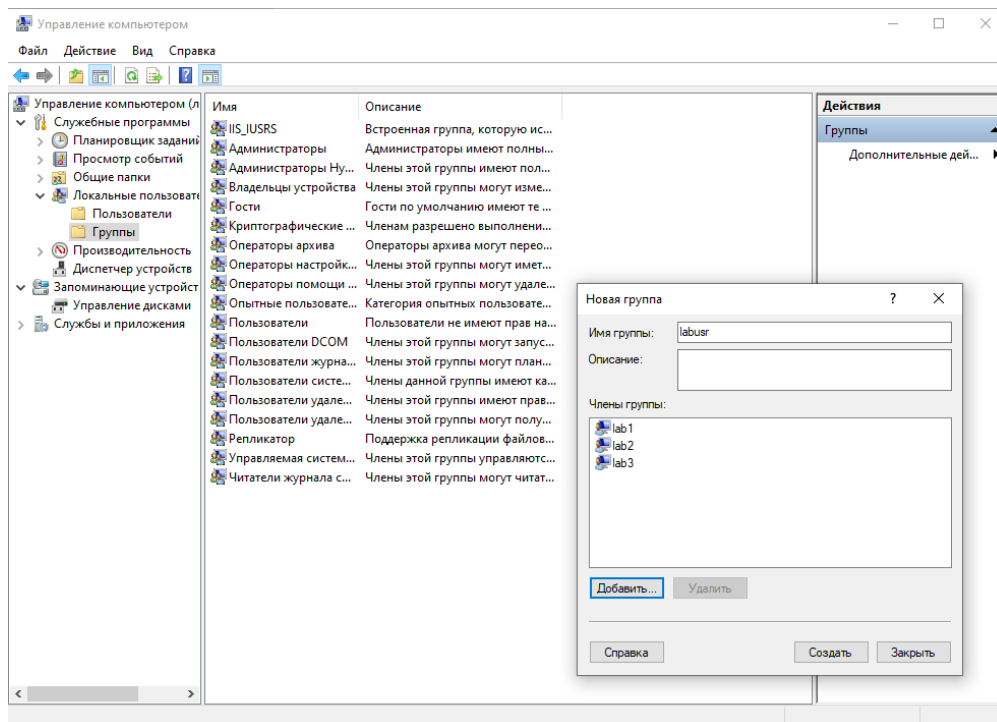 Управление компьютером
Файл Действие Вид Справка
Управление компьютером (л
Служебные программы
Планировщик заданий
Просмотр событий
Общие папки
Локальные пользовате
Пользователи
Группы
Производительность
Диспетчер устройств
Запоминающие устройст
Управление дисками
Службы и приложения
Имя Описание
IIS_IUSRS Встроенная группа, которую ис...
Администраторы Администраторы имеют полны...
Администраторы Hy... Члены этой группы имеют пол...
Владельцы устройства Члены этой группы могут изме...
Гости Гости по умолчанию имеют те ...
Криптографические ... Членам разрешено выполнени...
Операторы архива Операторы архива могут перео...
Операторы настройк... Члены этой группы могут имет...
Операторы помощи ... Члены этой группы могут удале...
Опытные пользовате... Категория опытных пользовате...
Пользователи Пользователи не имеют прав на...
Пользователи DCOM Члены этой группы могут запус...
Пользователи журна... Члены этой группы могут план...
Пользователи систе... Члены данной группы имеют ка...
Пользователи удале... Члены этой группы имеют прав...
Пользователи удале... Члены этой группы могут полу...
Репликатор Поддержка репликации файлов...
Управляемая систем... Члены этой группы управляютс...
Читатели журнала с... Члены этой группы могут читат...
Действия
Группы
Дополнительные дей...
Новая группа ?
Имя группы: labusr
Описание:
Члены группы:
lab1
lab2
lab3
Добавить... Удалить
Справка Создать Закрыть